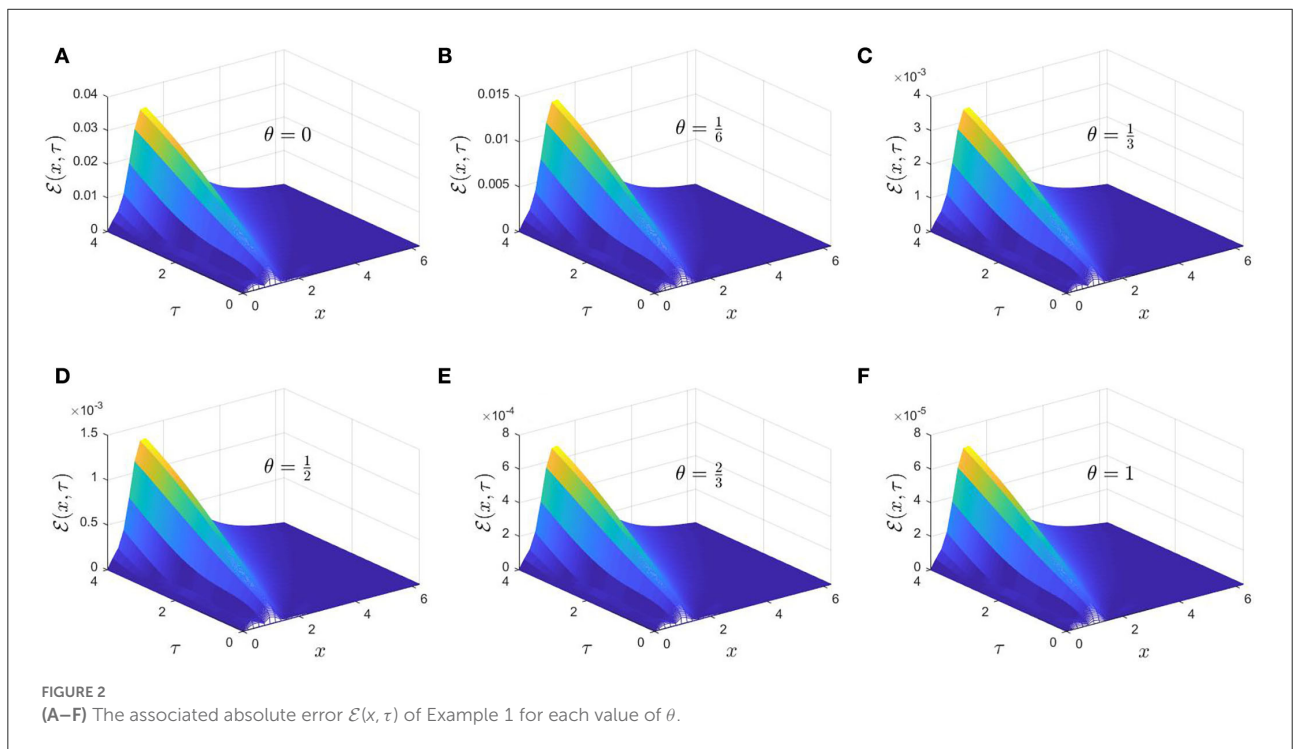 A
B
C
0.04
0.03
0.02
0.01
0
4
2
0
ℰ(x, τ)
θ = 0
τ
0
2
4
6
x
0.015
0.01
0.005
0
4
2
0
ℰ(x, τ)
θ = 1/6
τ
0
2
4
6
x
×10⁻³
4
3
2
1
0
4
2
0
ℰ(x, τ)
θ = 1/3
τ
0
2
4
6
x
D
E
F
×10⁻³
1.5
1
0.5
0
4
2
0
ℰ(x, τ)
θ = 1/2
τ
0
2
4
6
x
×10⁻⁴
8
6
4
2
0
4
2
0
ℰ(x, τ)
θ = 2/3
τ
0
2
4
6
x
×10⁻⁵
8
6
4
2
0
4
2
0
ℰ(x, τ)
θ = 1
τ
0
2
4
6
x
FIGURE 2
(A–F) The associated absolute error ℰ(x, τ) of Example 1 for each value of θ.